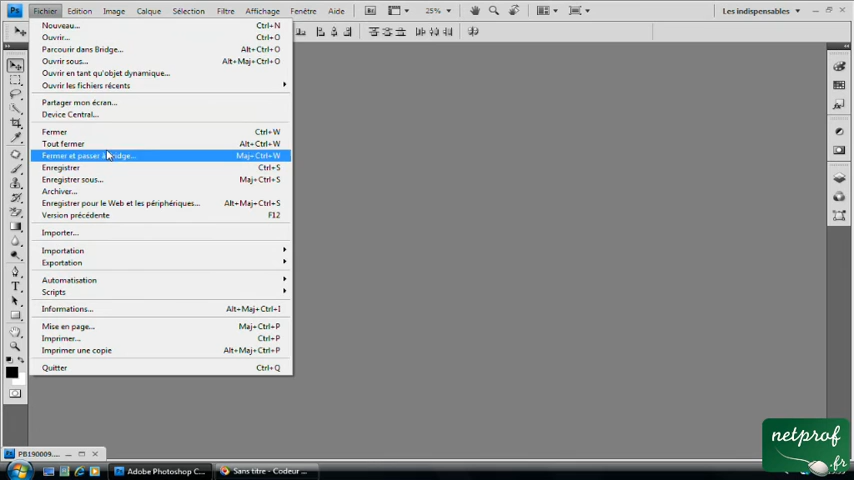 Ps Fichier Edition Image Calque Sélection Filtre Affichage Fenêtre Aide Br 25% Les indispensables
Nouveau... Ctrl+N
Ouvrir... Ctrl+O
Parcourir dans Bridge... Alt+Ctrl+O
Ouvrir sous... Alt+Maj+Ctrl+O
Ouvrir en tant qu'objet dynamique...
Ouvrir les fichiers récents
Partager mon écran...
Device Central...
Fermer Ctrl+W
Tout fermer Alt+Ctrl+W
Fermer et passer à Bridge... Maj+Ctrl+W
Enregistrer Ctrl+S
Enregistrer sous... Maj+Ctrl+S
Archiver...
Enregistrer pour le Web et les périphériques... Alt+Maj+Ctrl+S
Version précédente F12
Importer...
Importation
Exportation
Automatisation
Scripts
Informations... Alt+Maj+Ctrl+I
Mise en page... Maj+Ctrl+P
Imprimer... Ctrl+P
Imprimer une copie Alt+Maj+Ctrl+P
Quitter Ctrl+Q
Ps PB190009...
Ps Adobe Photoshop C... Sans titre - Codeur ...
netprof
.fr